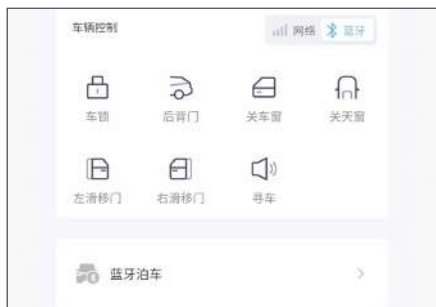 车辆控制
网络 蓝牙
车锁 后背门 关车窗 关天窗
左滑移门 右滑移门 寻车
蓝牙泊车